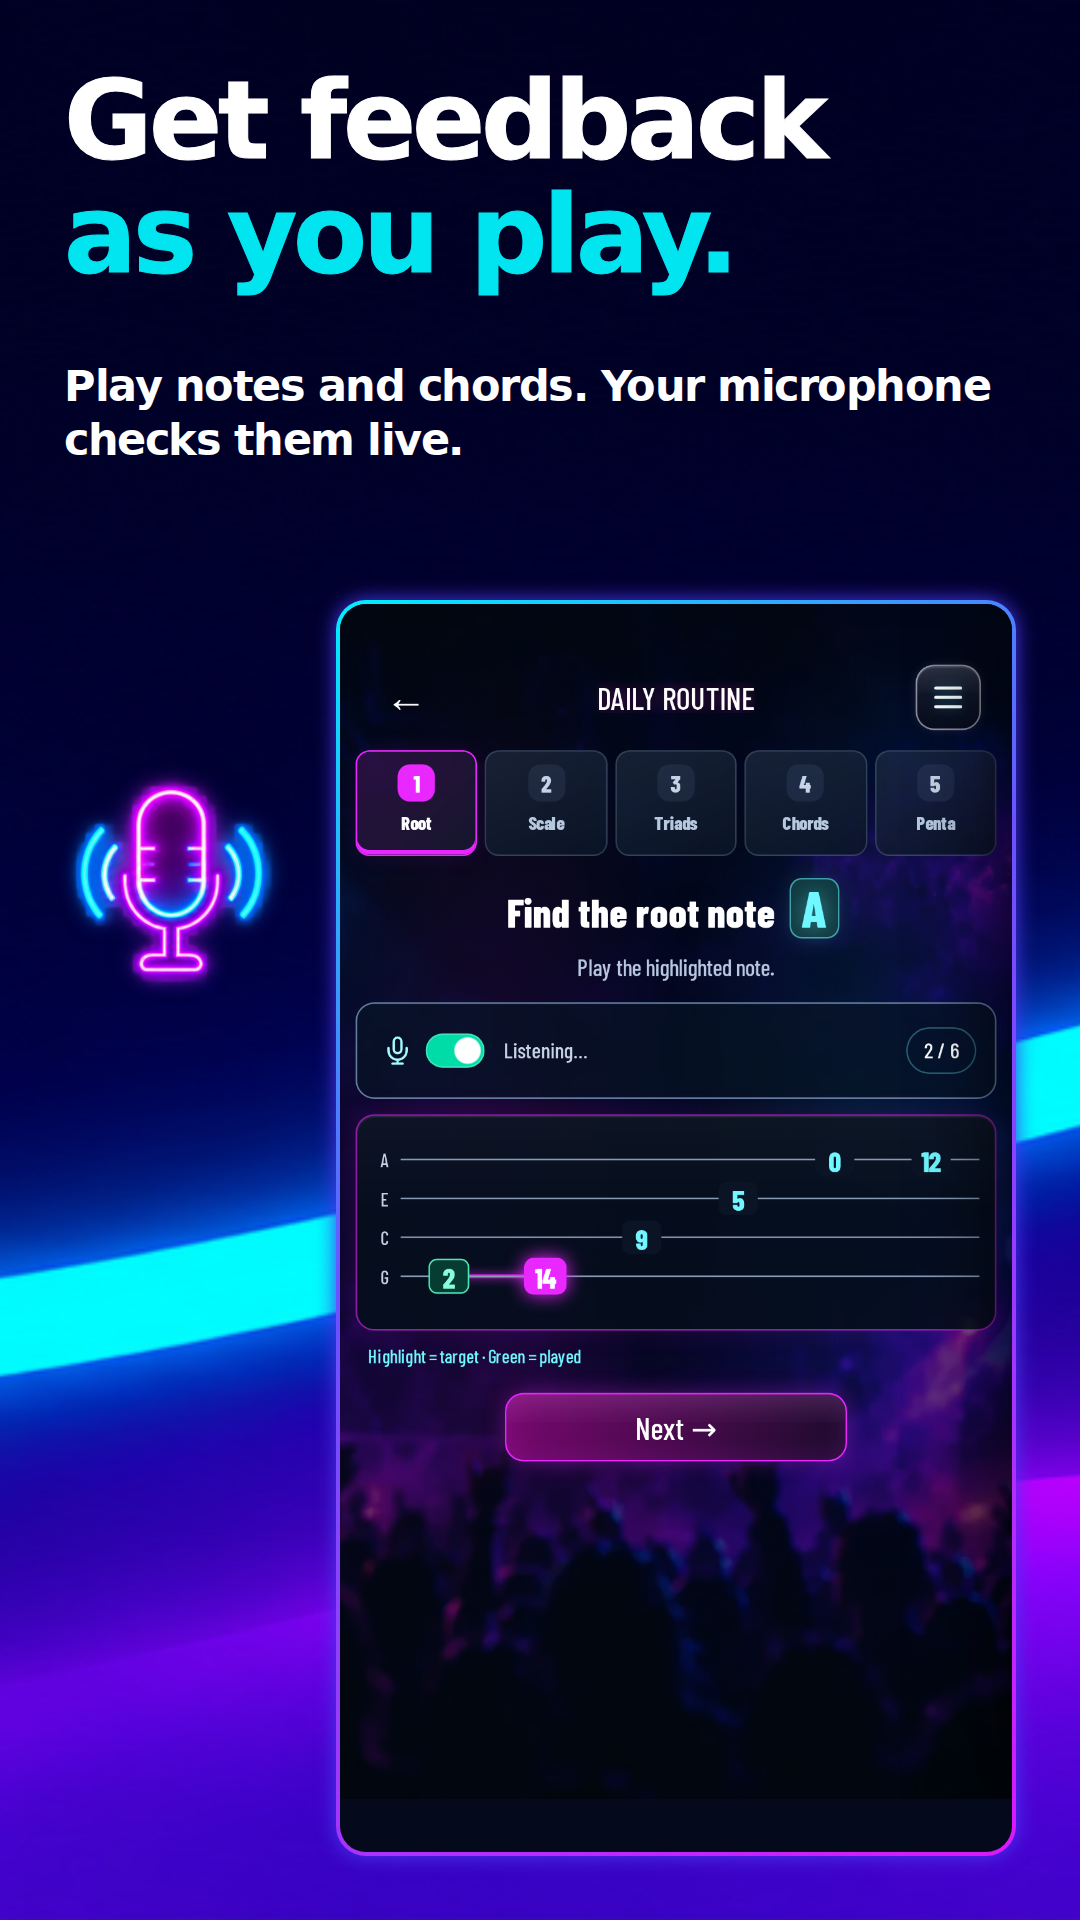 Get feedback
as you play.
Play notes and chords. Your microphone
checks them live.
← DAILY ROUTINE
1 2 3 4 5
Root Scale Triads Chords Penta
Find the root note A
Play the highlighted note.
Listening... 2 / 6
A 0 12
E 5
C 9
G 2 14
Highlight = target · Green = played
Next →